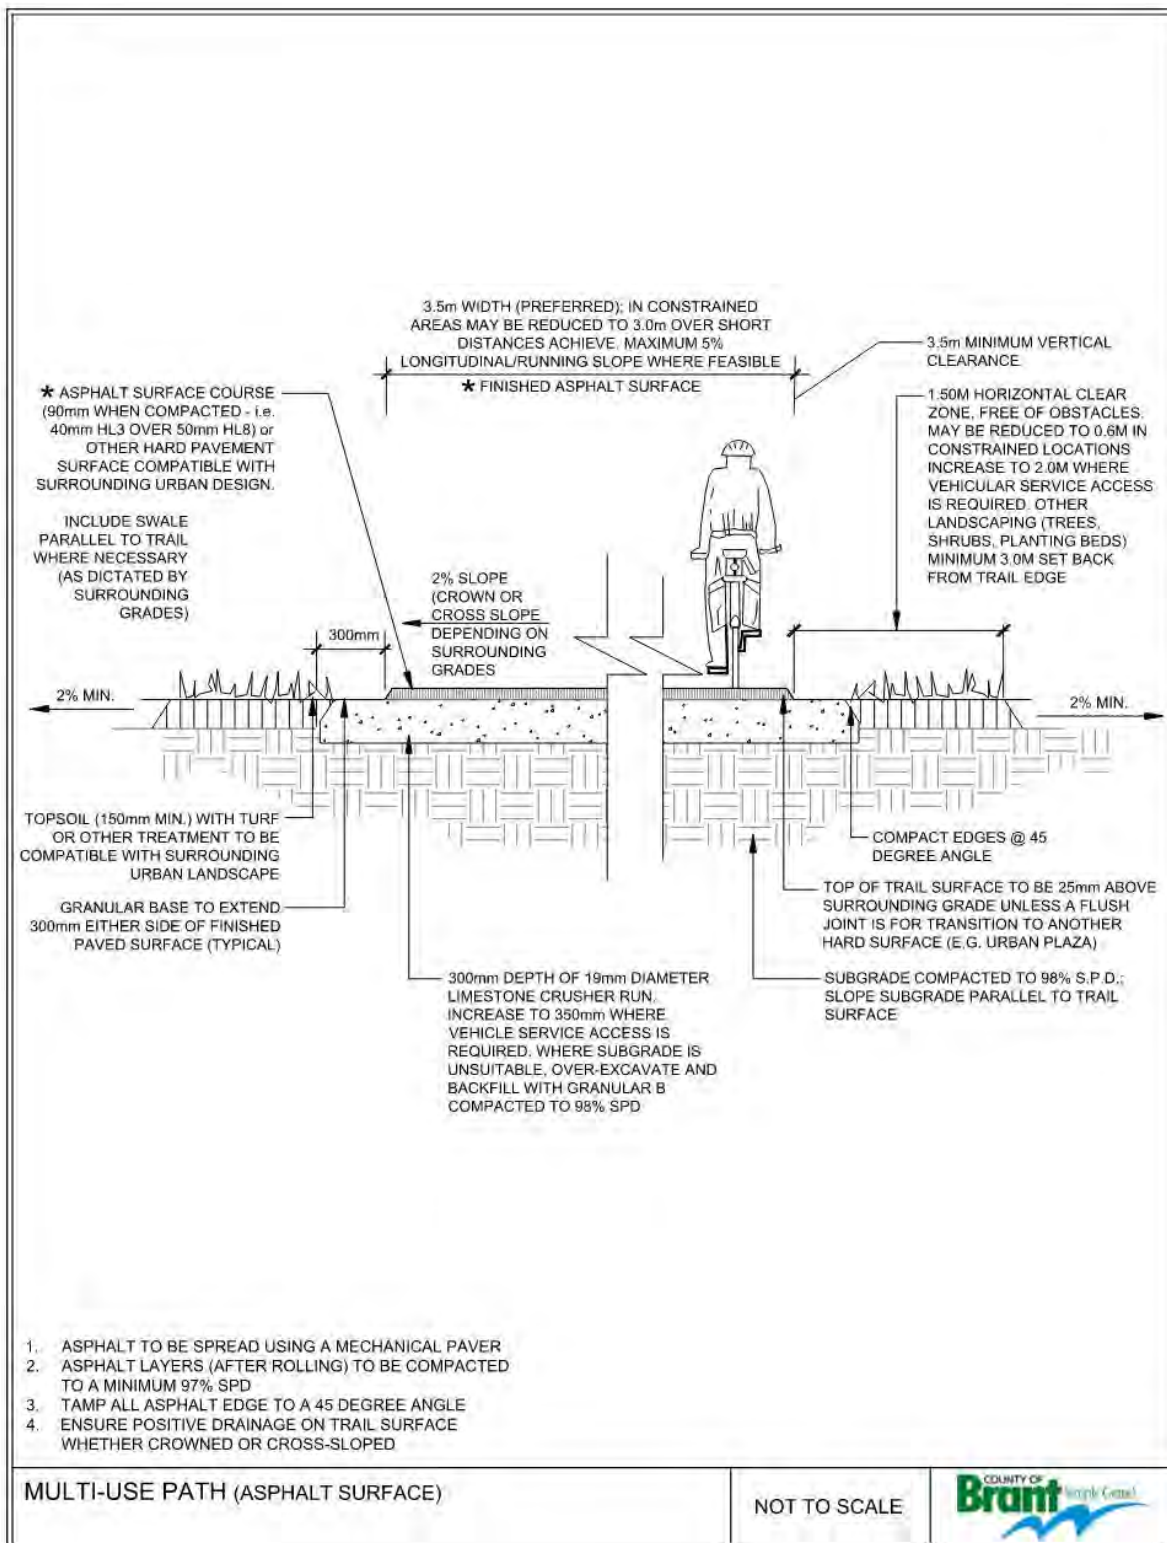 3.5m WIDTH (PREFERRED); IN CONSTRAINED
AREAS MAY BE REDUCED TO 3.0m OVER SHORT
DISTANCES ACHIEVE. MAXIMUM 5%
LONGITUDINAL/RUNNING SLOPE WHERE FEASIBLE
* FINISHED ASPHALT SURFACE
3.5m MINIMUM VERTICAL
CLEARANCE
* ASPHALT SURFACE COURSE
(90mm WHEN COMPACTED - i.e.
40mm HL3 OVER 50mm HL8) or
OTHER HARD PAVEMENT
SURFACE COMPATIBLE WITH
SURROUNDING URBAN DESIGN.
1.50M HORIZONTAL CLEAR
ZONE, FREE OF OBSTACLES.
MAY BE REDUCED TO 0.6M IN
CONSTRAINED LOCATIONS
INCREASE TO 2.0M WHERE
VEHICULAR SERVICE ACCESS
IS REQUIRED. OTHER
LANDSCAPING (TREES,
SHRUBS, PLANTING BEDS)
MINIMUM 3.0M SET BACK
FROM TRAIL EDGE
INCLUDE SWALE
PARALLEL TO TRAIL
WHERE NECESSARY
(AS DICTATED BY
SURROUNDING
GRADES)
300mm
2% SLOPE
(CROWN OR
CROSS SLOPE
DEPENDING ON
SURROUNDING
GRADES
2% MIN.
2% MIN.
TOPSOIL (150mm MIN.) WITH TURF
OR OTHER TREATMENT TO BE
COMPATIBLE WITH SURROUNDING
URBAN LANDSCAPE
GRANULAR BASE TO EXTEND
300mm EITHER SIDE OF FINISHED
PAVED SURFACE (TYPICAL)
300mm DEPTH OF 19mm DIAMETER
LIMESTONE CRUSHER RUN.
INCREASE TO 350mm WHERE
VEHICLE SERVICE ACCESS IS
REQUIRED. WHERE SUBGRADE IS
UNSUITABLE, OVER-EXCAVATE AND
BACKFILL WITH GRANULAR B
COMPACTED TO 98% SPD
COMPACT EDGES @ 45
DEGREE ANGLE
TOP OF TRAIL SURFACE TO BE 25mm ABOVE
SURROUNDING GRADE UNLESS A FLUSH
JOINT IS FOR TRANSITION TO ANOTHER
HARD SURFACE (E.G. URBAN PLAZA)
SUBGRADE COMPACTED TO 98% S.P.D.;
SLOPE SUBGRADE PARALLEL TO TRAIL
SURFACE
1. ASPHALT TO BE SPREAD USING A MECHANICAL PAVER
2. ASPHALT LAYERS (AFTER ROLLING) TO BE COMPACTED
TO A MINIMUM 97% SPD
3. TAMP ALL ASPHALT EDGE TO A 45 DEGREE ANGLE
4. ENSURE POSITIVE DRAINAGE ON TRAIL SURFACE
WHETHER CROWNED OR CROSS-SLOPED
MULTI-USE PATH (ASPHALT SURFACE)
NOT TO SCALE
COUNTY OF
Brant